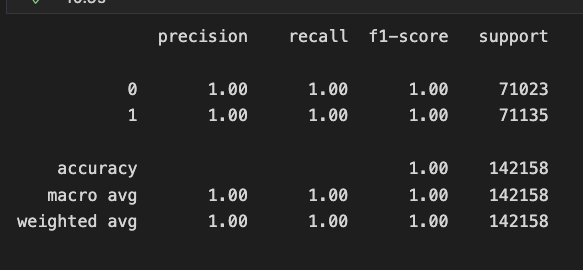 precision recall f1-score support
0 1.00 1.00 1.00 71023
1 1.00 1.00 1.00 71135
accuracy 1.00 142158
macro avg 1.00 1.00 1.00 142158
weighted avg 1.00 1.00 1.00 142158